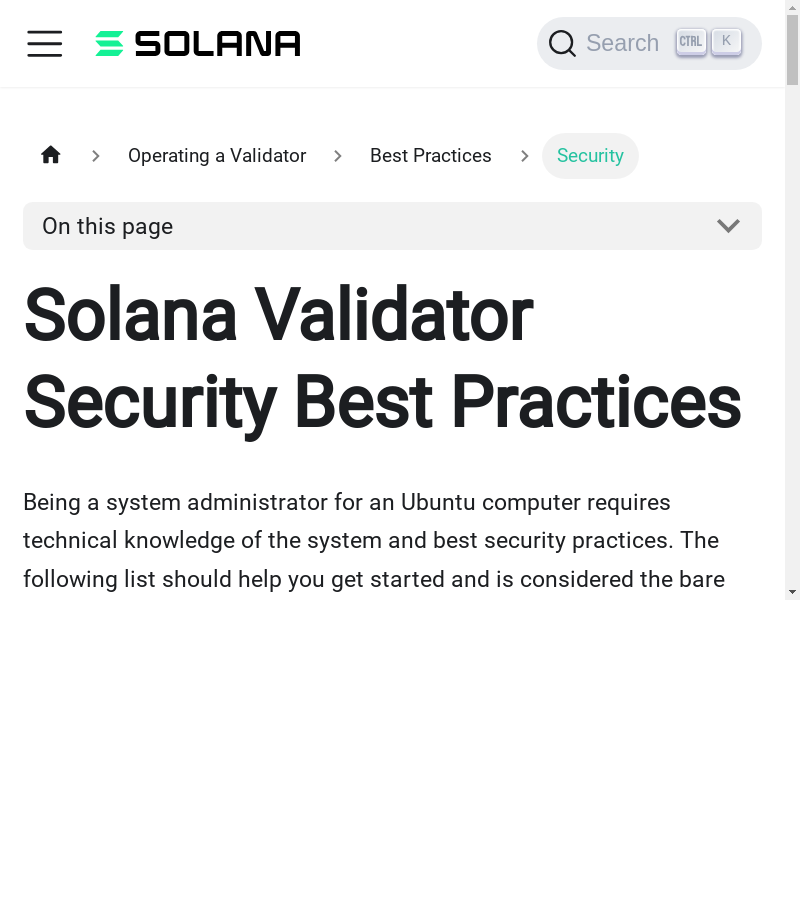 SOLANA
Search CTRL K
Operating a Validator Best Practices Security
On this page
Solana Validator
Security Best Practices
Being a system administrator for an Ubuntu computer requires
technical knowledge of the system and best security practices. The
following list should help you get started and is considered the bare